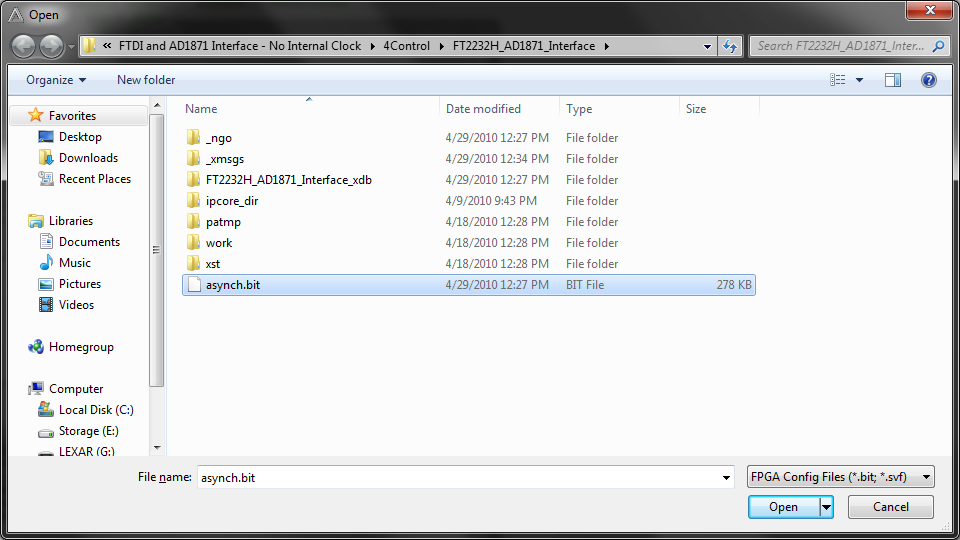 Open
« FTDI and AD1871 Interface - No Internal Clock 4Control FT2232H_AD1871_Interface Search FT2232H_AD1871_Inter...
Organize New folder
Name Date modified Type Size
Favorites
Desktop
Downloads
Recent Places
Libraries
Documents
Music
Pictures
Videos
Homegroup
Computer
Local Disk (C:)
Storage (E:)
LEXAR (G:)
_ngo 4/29/2010 12:27 PM File folder
_xmsgs 4/29/2010 12:34 PM File folder
FT2232H_AD1871_Interface_xdb 4/29/2010 12:27 PM File folder
ipcore_dir 4/9/2010 9:43 PM File folder
patmp 4/18/2010 12:28 PM File folder
work 4/18/2010 12:28 PM File folder
xst 4/18/2010 12:28 PM File folder
asynch.bit 4/29/2010 12:27 PM BIT File 278 KB
File name: asynch.bit FPGA Config Files (*.bit; *.svf)
Open Cancel